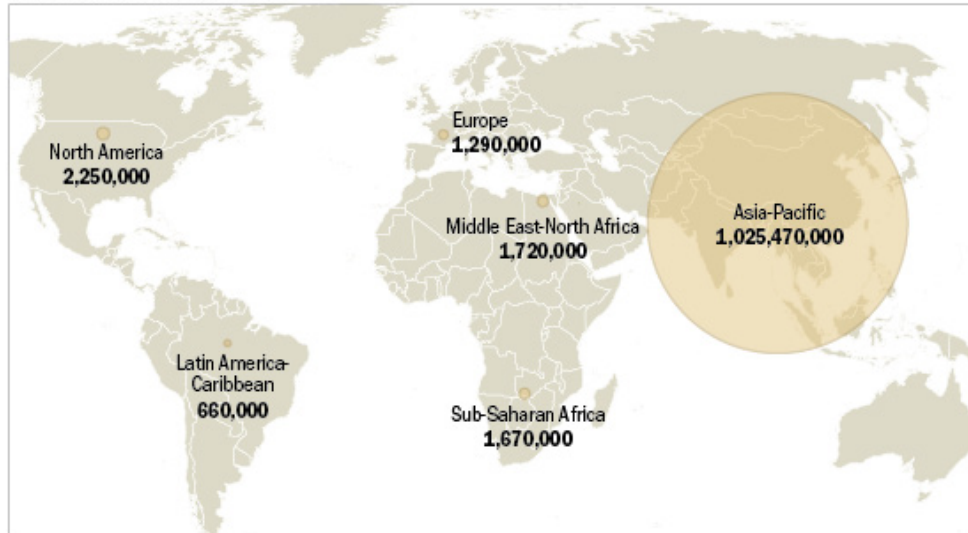 North America
2,250,000
Europe
1,290,000
Middle East-North Africa
1,720,000
Asia-Pacific
1,025,470,000
Latin America-
Caribbean
660,000
Sub-Saharan Africa
1,670,000